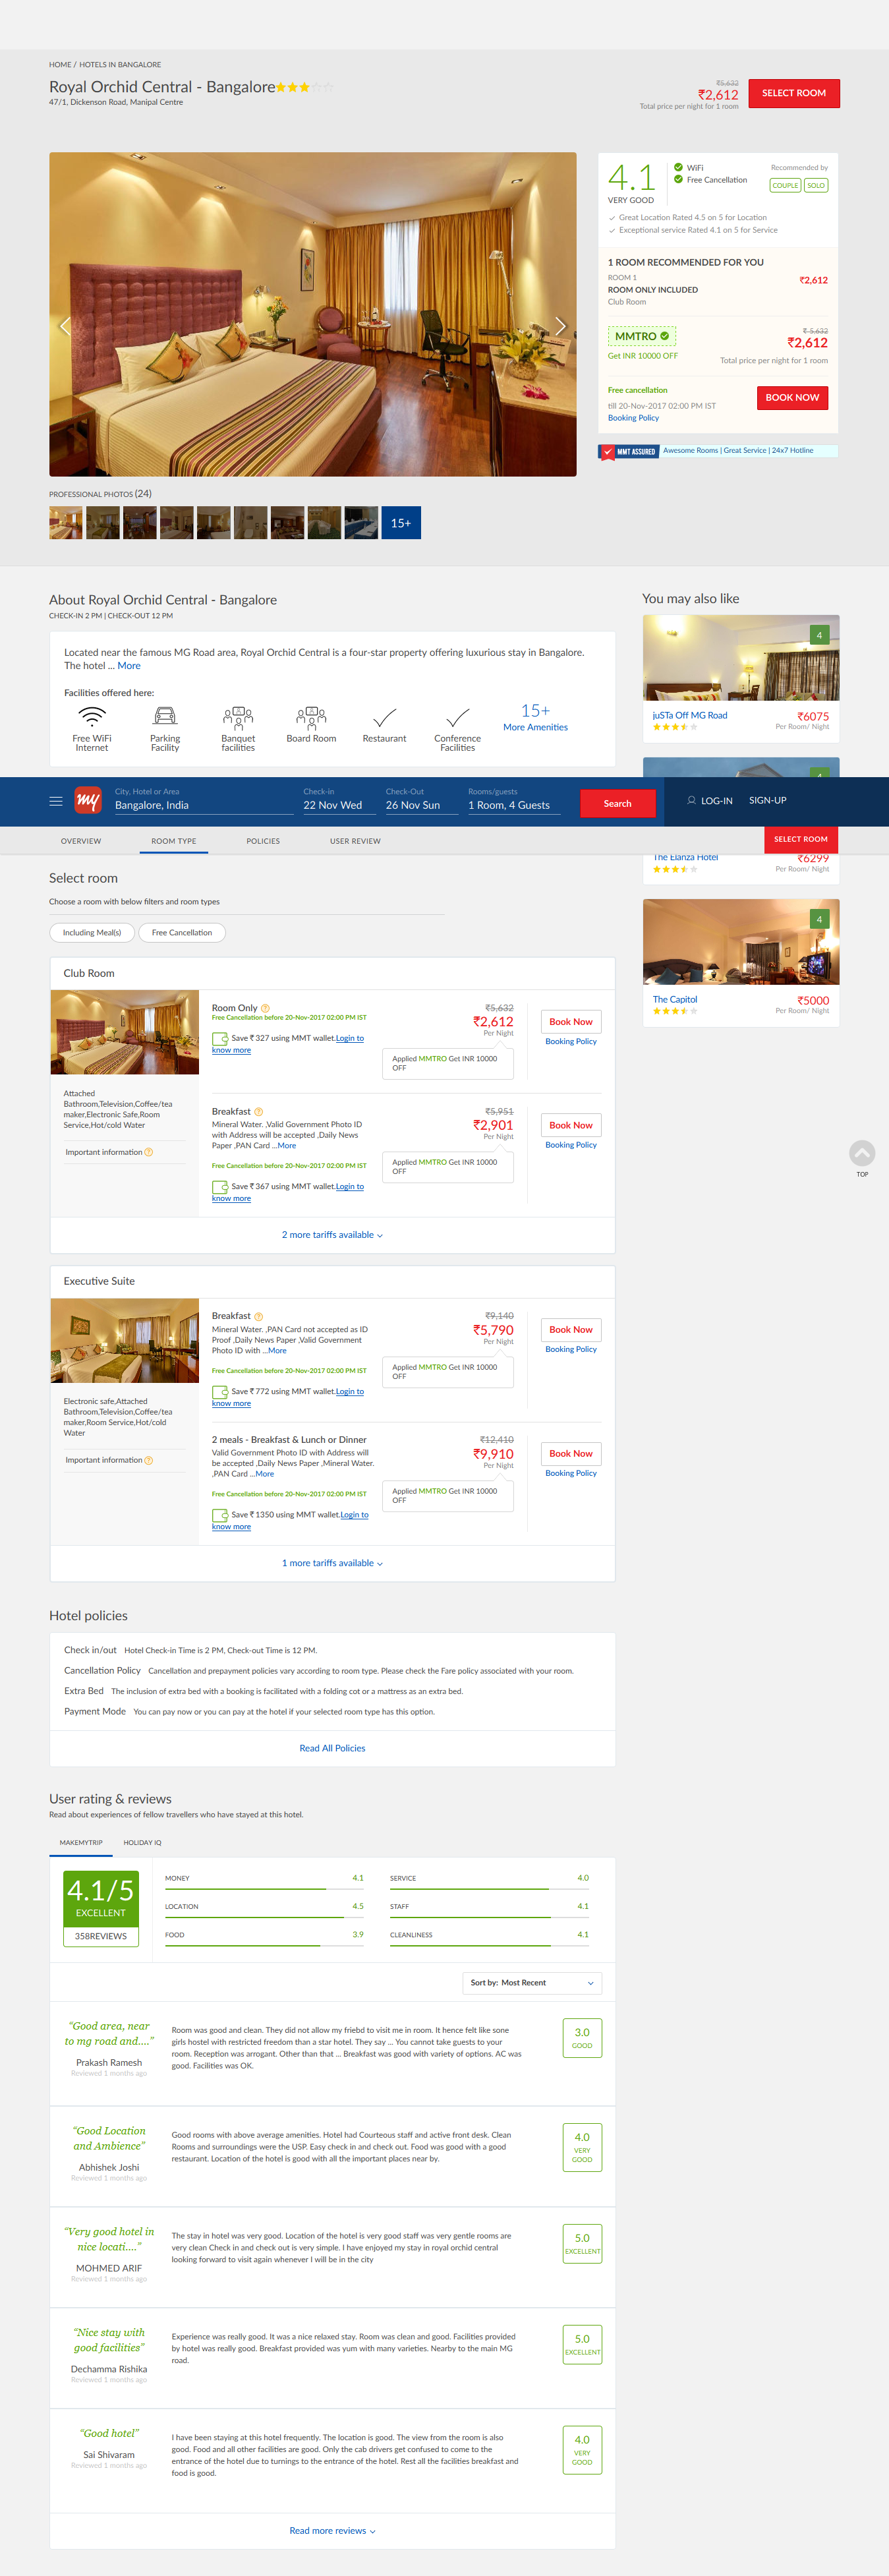 HOME / HOTELS IN BANGALORE
Royal Orchid Central - Bangalore
47/1, Dickenson Road, Manipal Centre
₹5,632
₹2,612
Total price per night for 1 room
SELECT ROOM
4.1
VERY GOOD
WiFi
Free Cancellation
Recommended by
COUPLE
SOLO
Great Location Rated 4.5 on 5 for Location
Exceptional service Rated 4.1 on 5 for Service
1 ROOM RECOMMENDED FOR YOU
ROOM 1
ROOM ONLY INCLUDED
Club Room
₹2,612
MMTRO
Get INR 10000 OFF
₹ 5,632
₹2,612
Total price per night for 1 room
Free cancellation
till 20-Nov-2017 02:00 PM IST
Booking Policy
BOOK NOW
MMT ASSURED
Awesome Rooms | Great Service | 24x7 Hotline
PROFESSIONAL PHOTOS (24)
15+
About Royal Orchid Central - Bangalore
CHECK-IN 2 PM | CHECK-OUT 12 PM
Located near the famous MG Road area, Royal Orchid Central is a four-star property offering luxurious stay in Bangalore.
The hotel ... More
Facilities offered here:
Free WiFi
Internet
Parking
Facility
Banquet
facilities
Board Room
Restaurant
Conference
Facilities
15+
More Amenities
You may also like
4
juSTa Off MG Road
₹6075
Per Room/ Night
4
my
City, Hotel or Area
Bangalore, India
Check-in
22 Nov Wed
Check-Out
26 Nov Sun
Rooms/guests
1 Room, 4 Guests
Search
LOG-IN
SIGN-UP
OVERVIEW
ROOM TYPE
POLICIES
USER REVIEW
SELECT ROOM
The Elanza Hotel
₹6299
Per Room/ Night
4
The Capitol
₹5000
Per Room/ Night
Select room
Choose a room with below filters and room types
Including Meal(s)
Free Cancellation
Club Room
Attached
Bathroom,Television,Coffee/tea
maker,Electronic Safe,Room
Service,Hot/cold Water
Important information
Room Only
Free Cancellation before 20-Nov-2017 02:00 PM IST
Save ₹ 327 using MMT wallet.Login to
know more
₹5,632
₹2,612
Per Night
Applied MMTRO Get INR 10000
OFF
Book Now
Booking Policy
Breakfast
Mineral Water. ,Valid Government Photo ID
with Address will be accepted ,Daily News
Paper ,PAN Card ...More
Free Cancellation before 20-Nov-2017 02:00 PM IST
Save ₹ 367 using MMT wallet.Login to
know more
₹5,951
₹2,901
Per Night
Applied MMTRO Get INR 10000
OFF
Book Now
Booking Policy
2 more tariffs available
Executive Suite
Electronic safe,Attached
Bathroom,Television,Coffee/tea
maker,Room Service,Hot/cold
Water
Important information
Breakfast
Mineral Water. ,PAN Card not accepted as ID
Proof ,Daily News Paper ,Valid Government
Photo ID with ...More
Free Cancellation before 20-Nov-2017 02:00 PM IST
Save ₹ 772 using MMT wallet.Login to
know more
₹9,140
₹5,790
Per Night
Applied MMTRO Get INR 10000
OFF
Book Now
Booking Policy
2 meals - Breakfast & Lunch or Dinner
Valid Government Photo ID with Address will
be accepted ,Daily News Paper ,Mineral Water.
,PAN Card ...More
Free Cancellation before 20-Nov-2017 02:00 PM IST
Save ₹ 1350 using MMT wallet.Login to
know more
₹12,410
₹9,910
Per Night
Applied MMTRO Get INR 10000
OFF
Book Now
Booking Policy
1 more tariffs available
TOP
Hotel policies
Check in/out Hotel Check-in Time is 2 PM, Check-out Time is 12 PM.
Cancellation Policy Cancellation and prepayment policies vary according to room type. Please check the Fare policy associated with your room.
Extra Bed The inclusion of extra bed with a booking is facilitated with a folding cot or a mattress as an extra bed.
Payment Mode You can pay now or you can pay at the hotel if your selected room type has this option.
Read All Policies
User rating & reviews
Read about experiences of fellow travellers who have stayed at this hotel.
MAKEMYTRIP
HOLIDAY IQ
4.1/5
EXCELLENT
358REVIEWS
MONEY 4.1
SERVICE 4.0
LOCATION 4.5
STAFF 4.1
FOOD 3.9
CLEANLINESS 4.1
Sort by: Most Recent
“Good area, near
to mg road and....”
Prakash Ramesh
Reviewed 1 months ago
Room was good and clean. They did not allow my friebd to visit me in room. It hence felt like sone
girls hostel with restricted freedom than a star hotel. They say ... You cannot take guests to your
room. Reception was arrogant. Other than that ... Breakfast was good with variety of options. AC was
good. Facilities was OK.
3.0
GOOD
“Good Location
and Ambience”
Abhishek Joshi
Reviewed 1 months ago
Good rooms with above average amenities. Hotel had Courteous staff and active front desk. Clean
Rooms and surroundings were the USP. Easy check in and check out. Food was good with a good
restaurant. Location of the hotel is good with all the important places near by.
4.0
VERY
GOOD
“Very good hotel in
nice locati....”
MOHMED ARIF
Reviewed 1 months ago
The stay in hotel was very good. Location of the hotel is very good staff was very gentle rooms are
very clean Check in and check out is very simple. I have enjoyed my stay in royal orchid central
looking forward to visit again whenever I will be in the city
5.0
EXCELLENT
“Nice stay with
good facilities”
Dechamma Rishika
Reviewed 1 months ago
Experience was really good. It was a nice relaxed stay. Room was clean and good. Facilities provided
by hotel was really good. Breakfast provided was yum with many varieties. Nearby to the main MG
road.
5.0
EXCELLENT
“Good hotel”
Sai Shivaram
Reviewed 1 months ago
I have been staying at this hotel frequently. The location is good. The view from the room is also
good. Food and all other facilities are good. Only the cab drivers get confused to come to the
entrance of the hotel due to turnings to the entrance of the hotel. Rest all the facilities breakfast and
food is good.
4.0
VERY
GOOD
Read more reviews